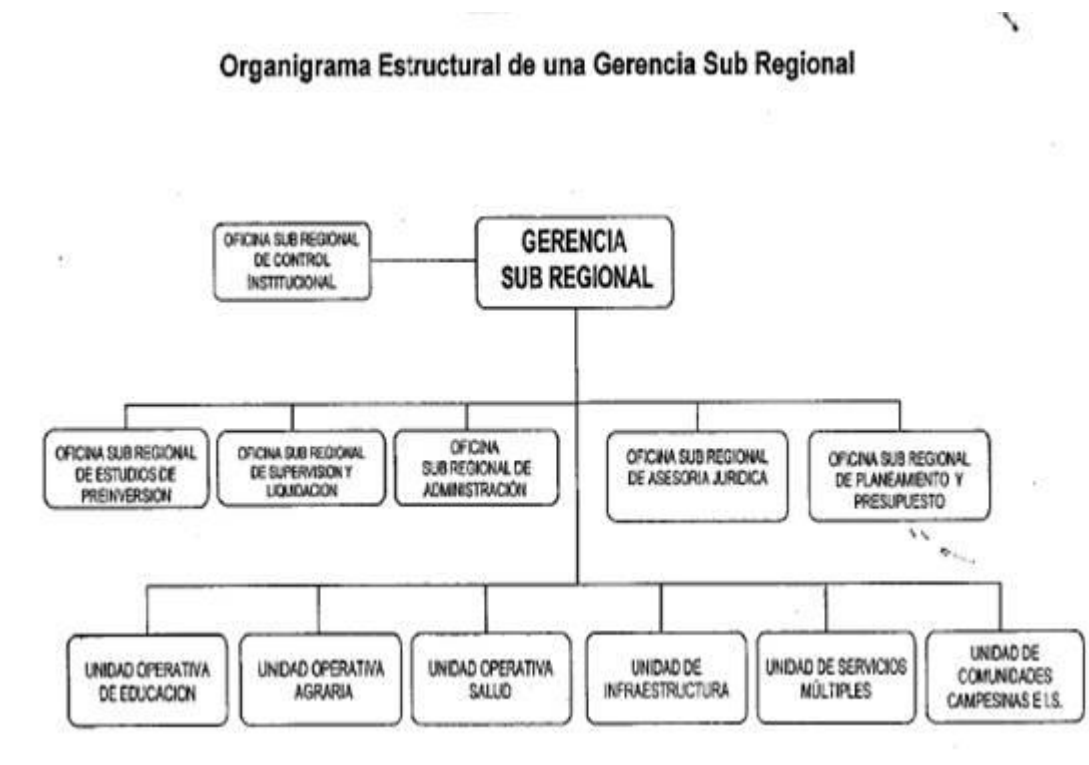 Organigrama Estructural de una Gerencia Sub Regional
OFICINA SUB REGIONAL
DE CONTROL
INSTITUCIONAL
GERENCIA
SUB REGIONAL
OFICINA SUB REGIONAL
DE ESTUDIOS DE
PREINVERSION
OFICINA SUB REGIONAL
DE SUPERVISION Y
LIQUIDACION
OFICINA
SUB REGIONAL DE
ADMINISTRACIÓN
OFICINA SUB REGIONAL
DE ASESORIA JURIDICA
OFICINA SUB REGIONAL
DE PLANEAMIENTO Y
PRESUPUESTO
UNIDAD OPERATIVA
DE EDUCACION
UNIDAD OPERATIVA
AGRARIA
UNIDAD OPERATIVA
SALUD
UNIDAD DE
INFRAESTRUCTURA
UNIDAD DE SERVICIOS
MÚLTIPLES
UNIDAD DE
COMUNIDADES
CAMPESINAS E I.S.